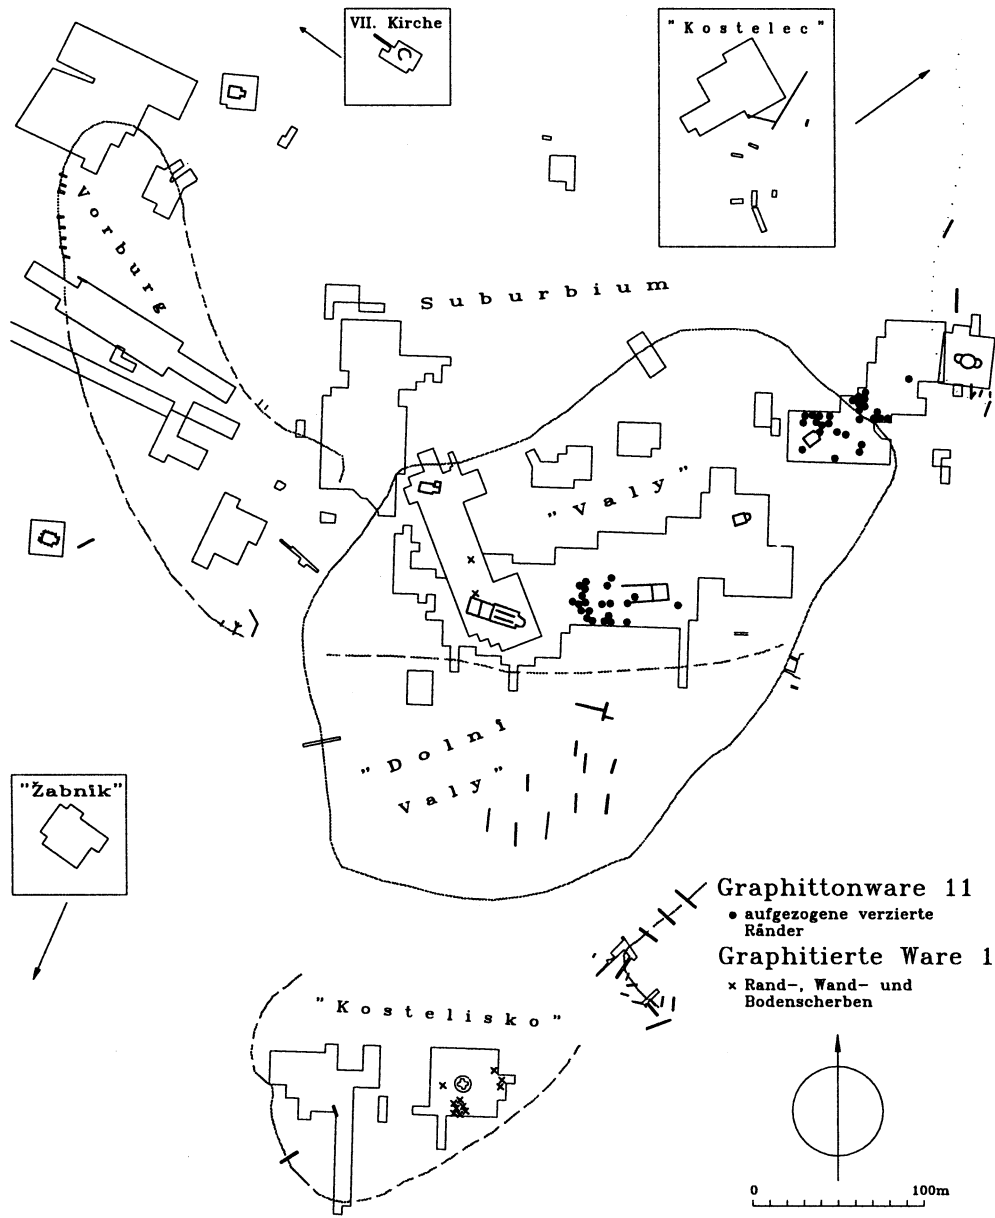 VII. Kirche
"Kostelec"
Vorburg
Suburbium
"Valy"
"Dolní
Valy"
"Žabník"
Graphittonware 11
• aufgezogene verzierte
Ränder
Graphitierte Ware 1
× Rand-, Wand- und
Bodenscherben
"Kostelisko"
0 100m